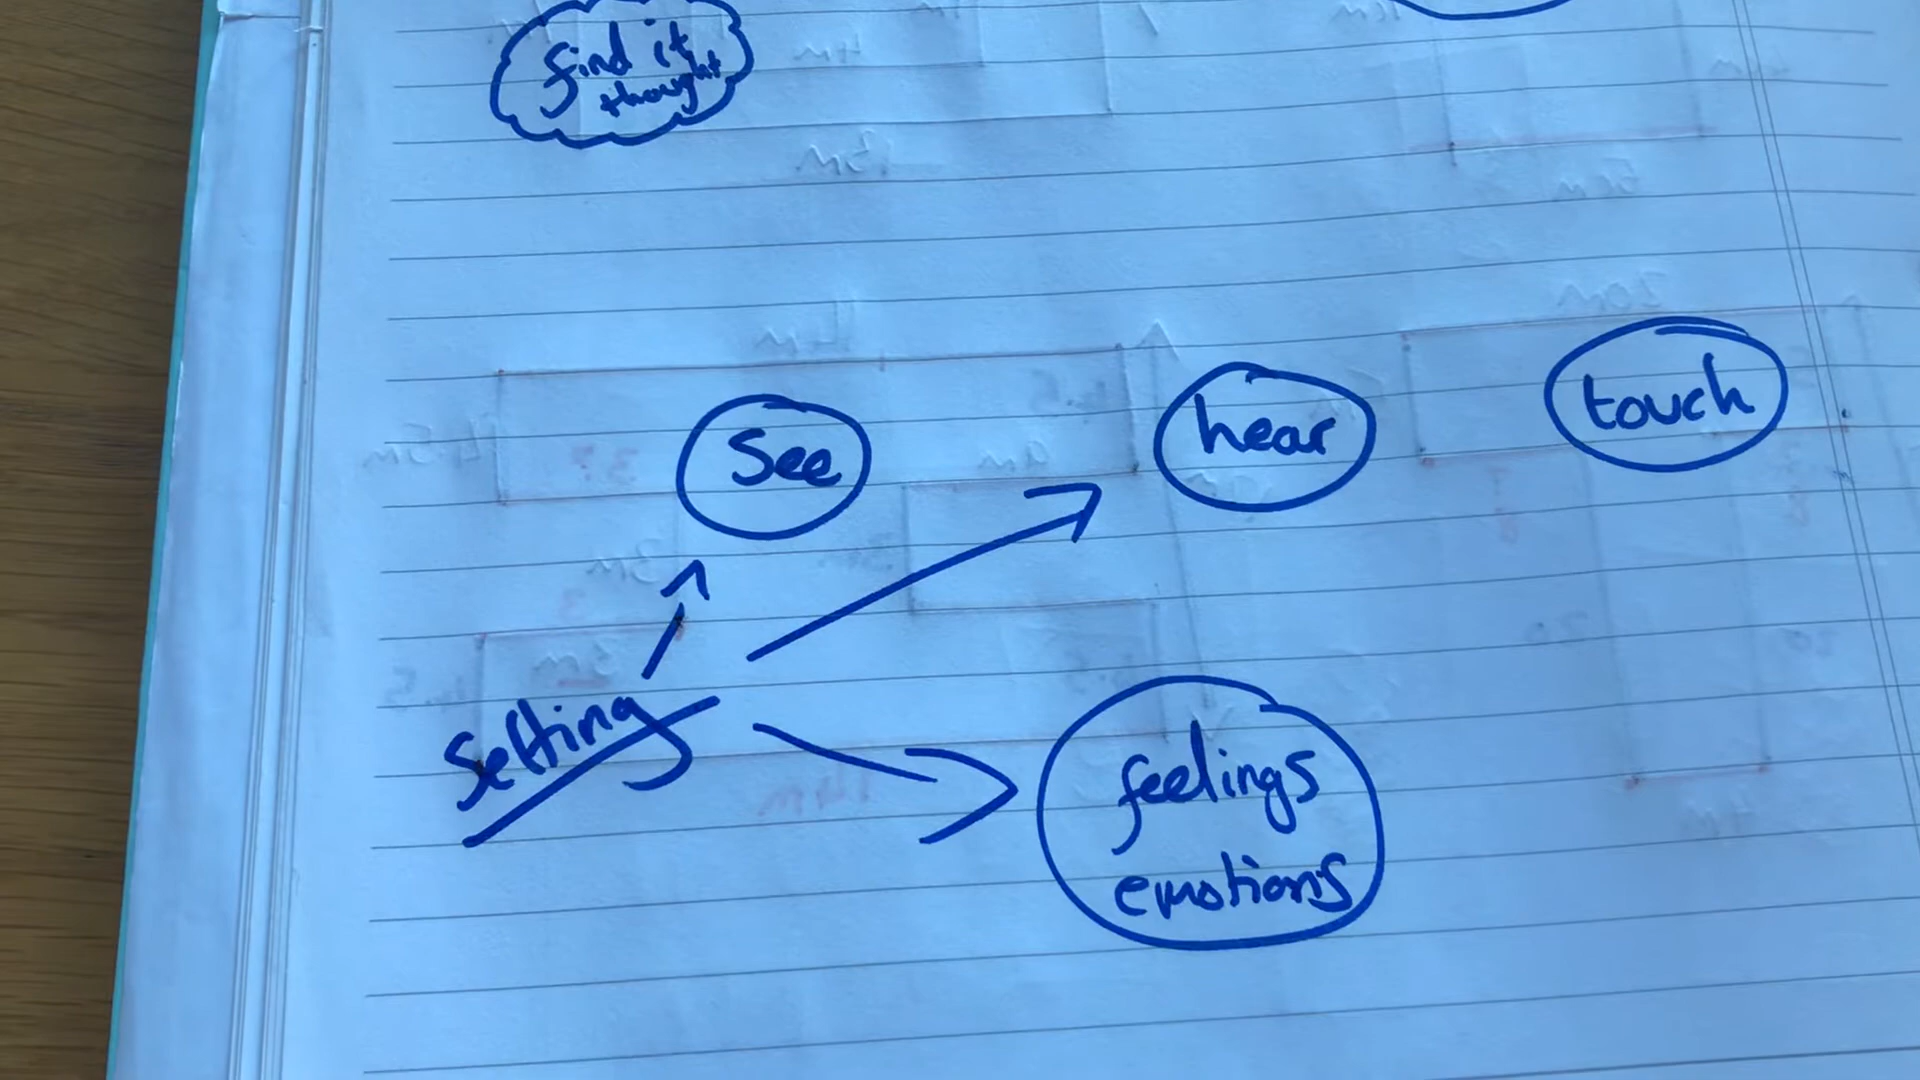 find it
thought
See
hear
touch
Setting
feelings
emotions